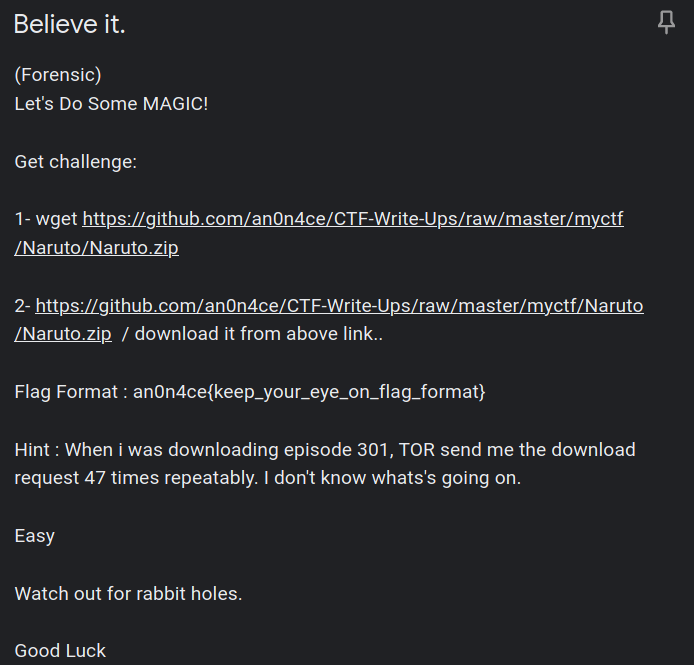 Believe it.
(Forensic)
Let's Do Some MAGIC!
Get challenge:
1- wget https://github.com/an0n4ce/CTF-Write-Ups/raw/master/myctf
/Naruto/Naruto.zip
2- https://github.com/an0n4ce/CTF-Write-Ups/raw/master/myctf/Naruto
/Naruto.zip  / download it from above link..
Flag Format : an0n4ce{keep_your_eye_on_flag_format}
Hint : When i was downloading episode 301, TOR send me the download
request 47 times repeatably. I don't know whats's going on.
Easy
Watch out for rabbit holes.
Good Luck